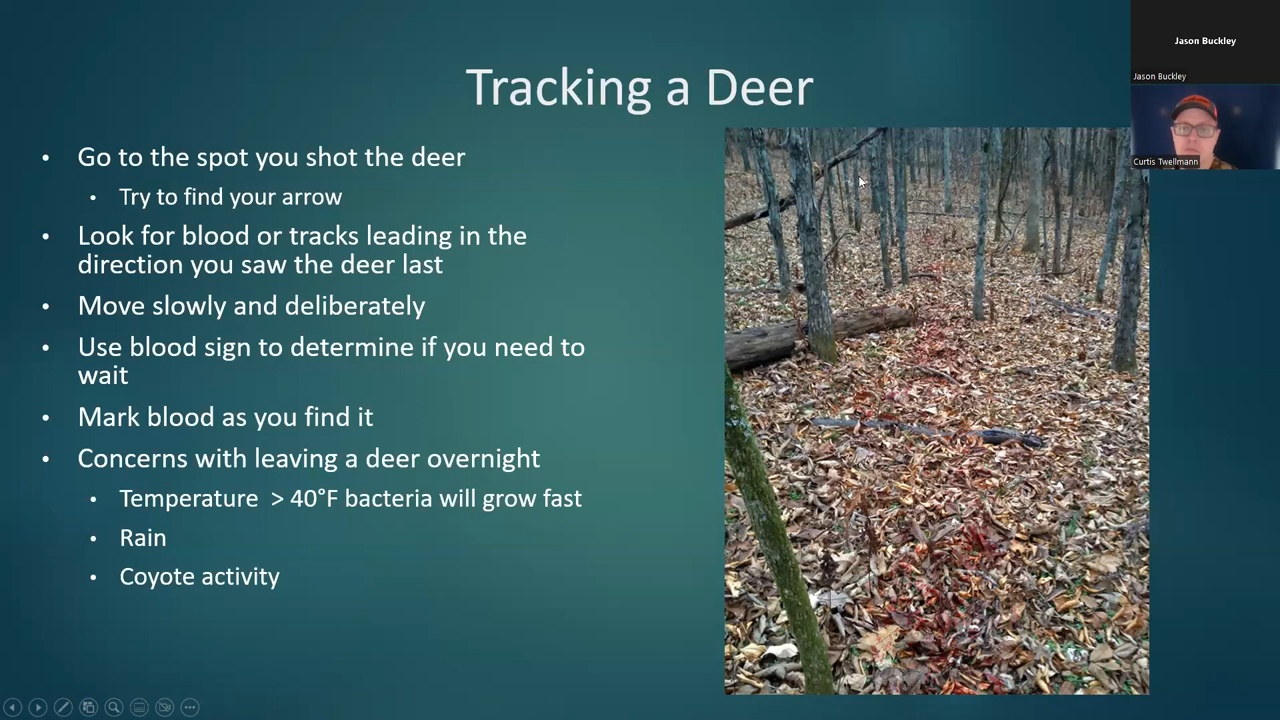 Jason Buckley
Jason Buckley
Tracking a Deer
Curtis Twellmann
• Go to the spot you shot the deer
• Try to find your arrow
• Look for blood or tracks leading in the
direction you saw the deer last
• Move slowly and deliberately
• Use blood sign to determine if you need to
wait
• Mark blood as you find it
• Concerns with leaving a deer overnight
• Temperature > 40°F bacteria will grow fast
• Rain
• Coyote activity